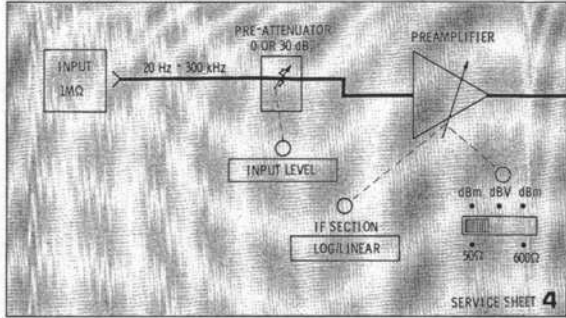 PRE-ATTENUATOR
0 OR 30 dB
PREAMPLIFIER
INPUT
1MΩ
20 Hz - 300 kHz
INPUT LEVEL
IF SECTION
LOG/LINEAR
dBm dBV dBm
50Ω 600Ω
SERVICE SHEET 4